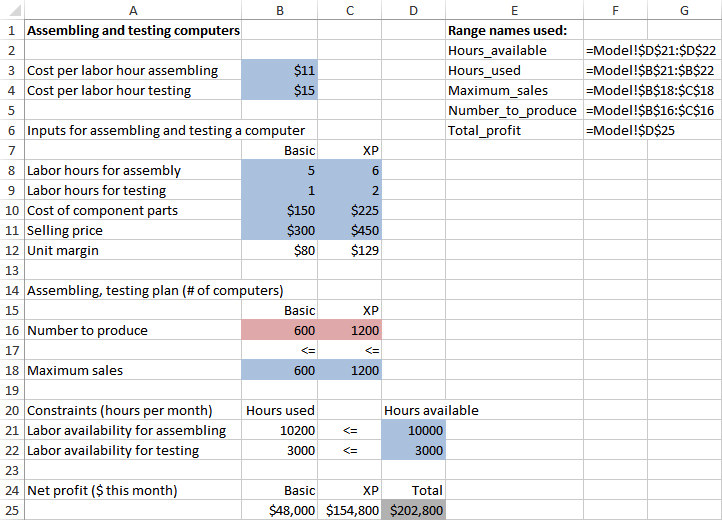 A B C D E F G
1 Assembling and testing computers Range names used:
2 Hours_available =Model!$D$21:$D$22
3 Cost per labor hour assembling $11 Hours_used =Model!$B$21:$B$22
4 Cost per labor hour testing $15 Maximum_sales =Model!$B$18:$C$18
5 Number_to_produce =Model!$B$16:$C$16
6 Inputs for assembling and testing a computer Total_profit =Model!$D$25
7 Basic XP
8 Labor hours for assembly 5 6
9 Labor hours for testing 1 2
10 Cost of component parts $150 $225
11 Selling price $300 $450
12 Unit margin $80 $129
13
14 Assembling, testing plan (# of computers)
15 Basic XP
16 Number to produce 600 1200
17 <= <=
18 Maximum sales 600 1200
19
20 Constraints (hours per month) Hours used Hours available
21 Labor availability for assembling 10200 <= 10000
22 Labor availability for testing 3000 <= 3000
23
24 Net profit ($ this month) Basic XP Total
25 $48,000 $154,800 $202,800